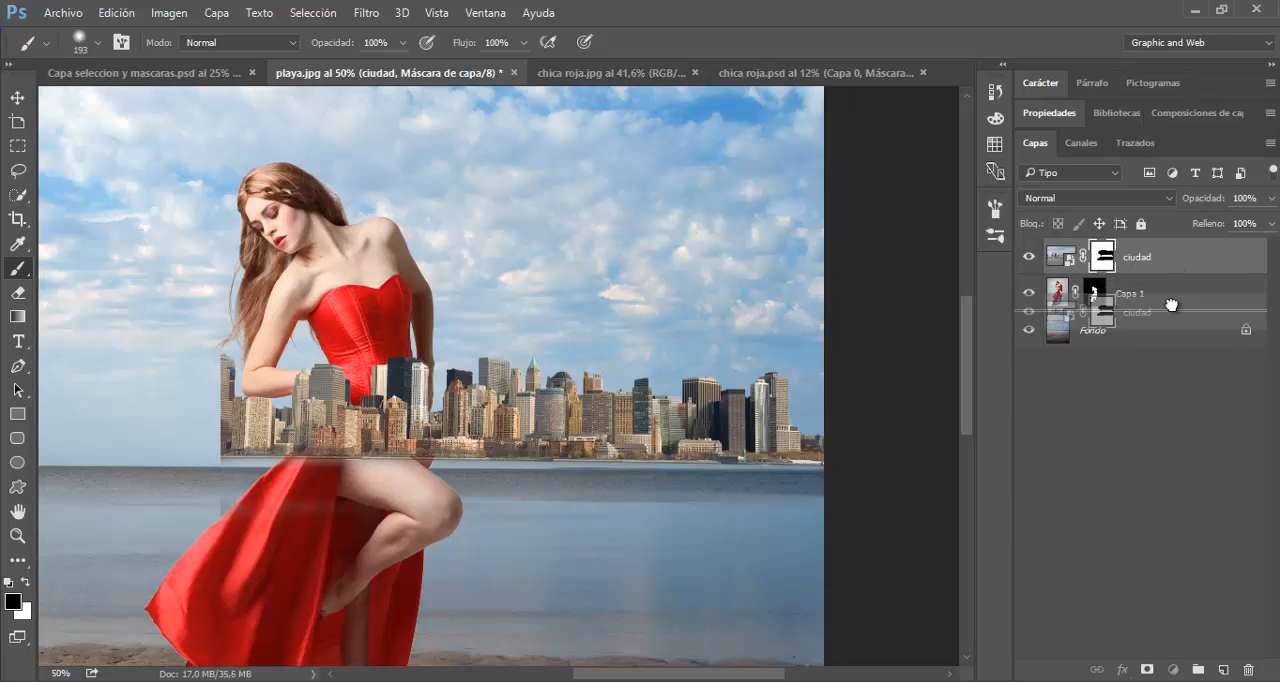 Ps Archivo Edición Imagen Capa Texto Selección Filtro 3D Vista Ventana Ayuda
193 Modo: Normal Opacidad: 100% Flujo: 100% Graphic and Web
Capa seleccion y mascaras.psd al 25% ... × playa.jpg al 50% (ciudad, Máscara de capa/8) * × chica roja.jpg al 41,6% (RGB/... × chica roja.psd al 12% (Capa 0, Máscara... ×
Carácter Párrafo Pictogramas
Propiedades Bibliotecas Composiciones de cap
Capas Canales Trazados
Tipo
Normal Opacidad: 100%
Bloq.: Relleno: 100%
ciudad
Capa 1
ciudad
Fondo
50% Doc: 17,0 MB/35,6 MB